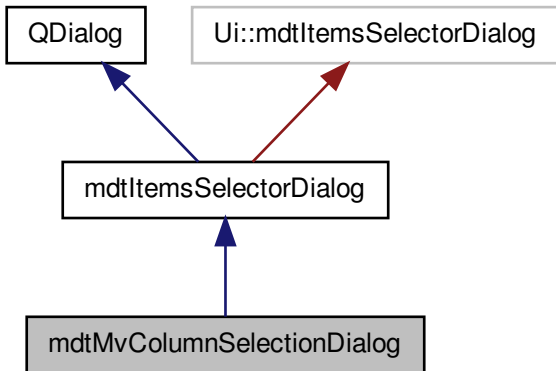 QDialog
Ui::mdtItemsSelectorDialog
mdtItemsSelectorDialog
mdtMvColumnSelectionDialog